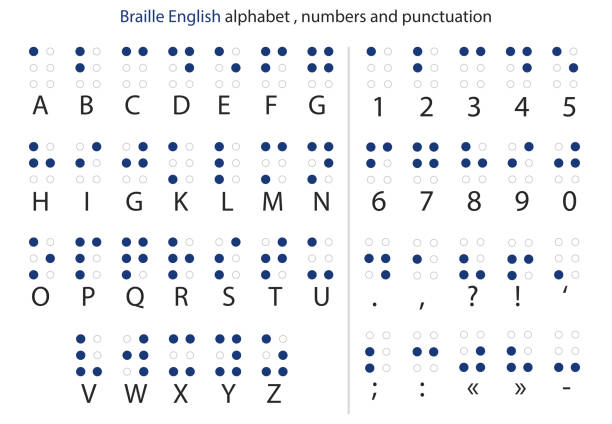 Braille English alphabet , numbers and punctuation
A B C D E F G 1 2 3 4 5
H I G K L M N 6 7 8 9 0
O P Q R S T U . , ? ! ‘
V W X Y Z ; : « » -